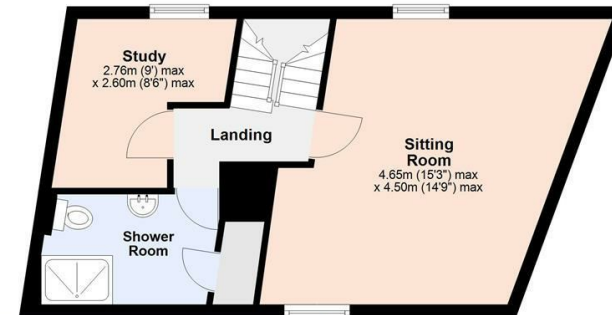 Study
2.76m (9') max
x 2.60m (8'6") max
Landing
Sitting
Room
4.65m (15'3") max
x 4.50m (14'9") max
Shower
Room